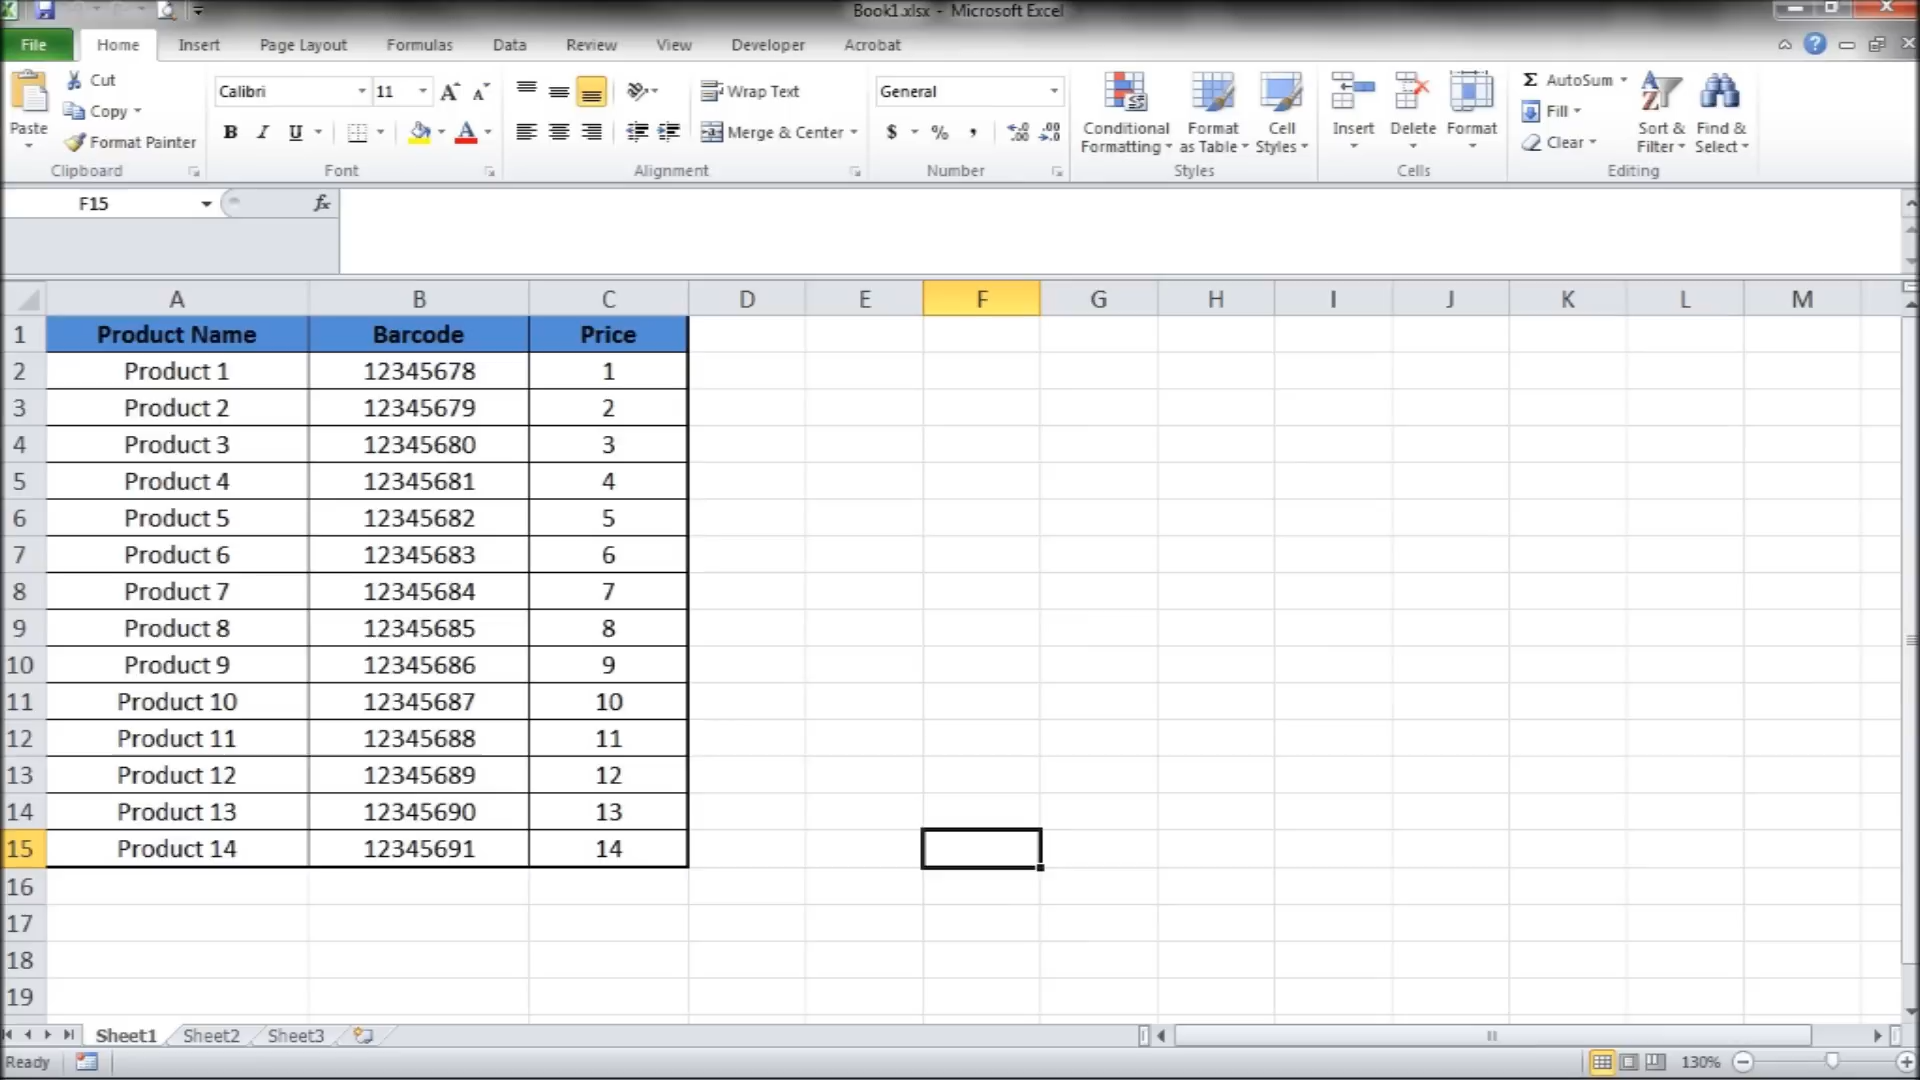 Book1.xlsx - Microsoft Excel
File Home Insert Page Layout Formulas Data Review View Developer Acrobat
Paste
Cut
Copy
Format Painter
Clipboard
Calibri 11
B I U
Font
Wrap Text
Merge & Center
Alignment
General
$ % ,
Number
Conditional Formatting
Format as Table
Cell Styles
Styles
Insert Delete Format
Cells
Σ AutoSum
Fill
Clear
Sort & Filter
Find & Select
Editing
F15 fx
A B C D E F G H I J K L M
1 Product Name Barcode Price
2 Product 1 12345678 1
3 Product 2 12345679 2
4 Product 3 12345680 3
5 Product 4 12345681 4
6 Product 5 12345682 5
7 Product 6 12345683 6
8 Product 7 12345684 7
9 Product 8 12345685 8
10 Product 9 12345686 9
11 Product 10 12345687 10
12 Product 11 12345688 11
13 Product 12 12345689 12
14 Product 13 12345690 13
15 Product 14 12345691 14
16
17
18
19
Sheet1 Sheet2 Sheet3
Ready 130%